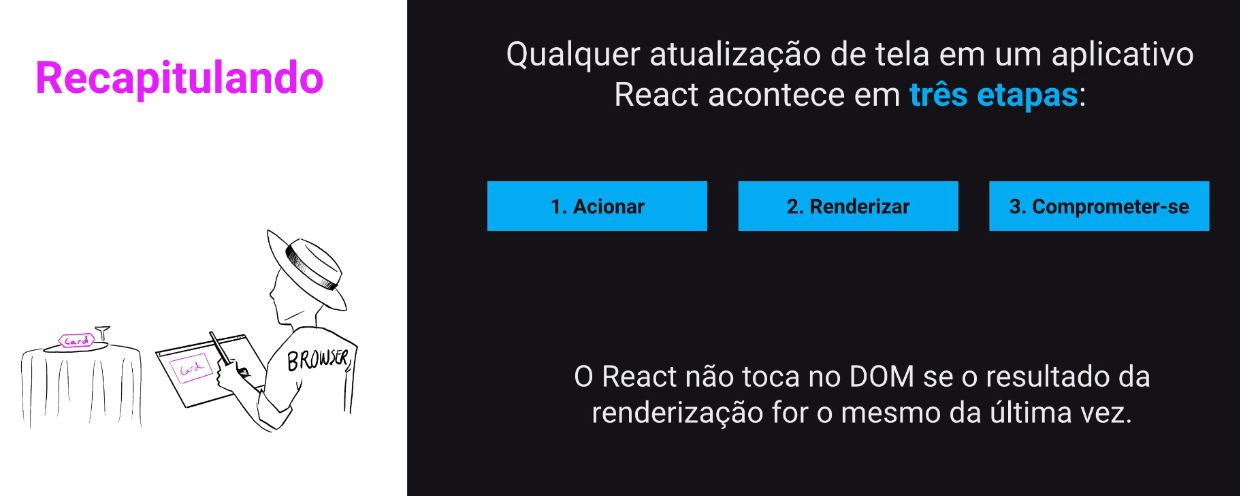 Recapitulando
Qualquer atualização de tela em um aplicativo
React acontece em três etapas:
1. Acionar
2. Renderizar
3. Comprometer-se
Card
Card
BROWSER
O React não toca no DOM se o resultado da
renderização for o mesmo da última vez.